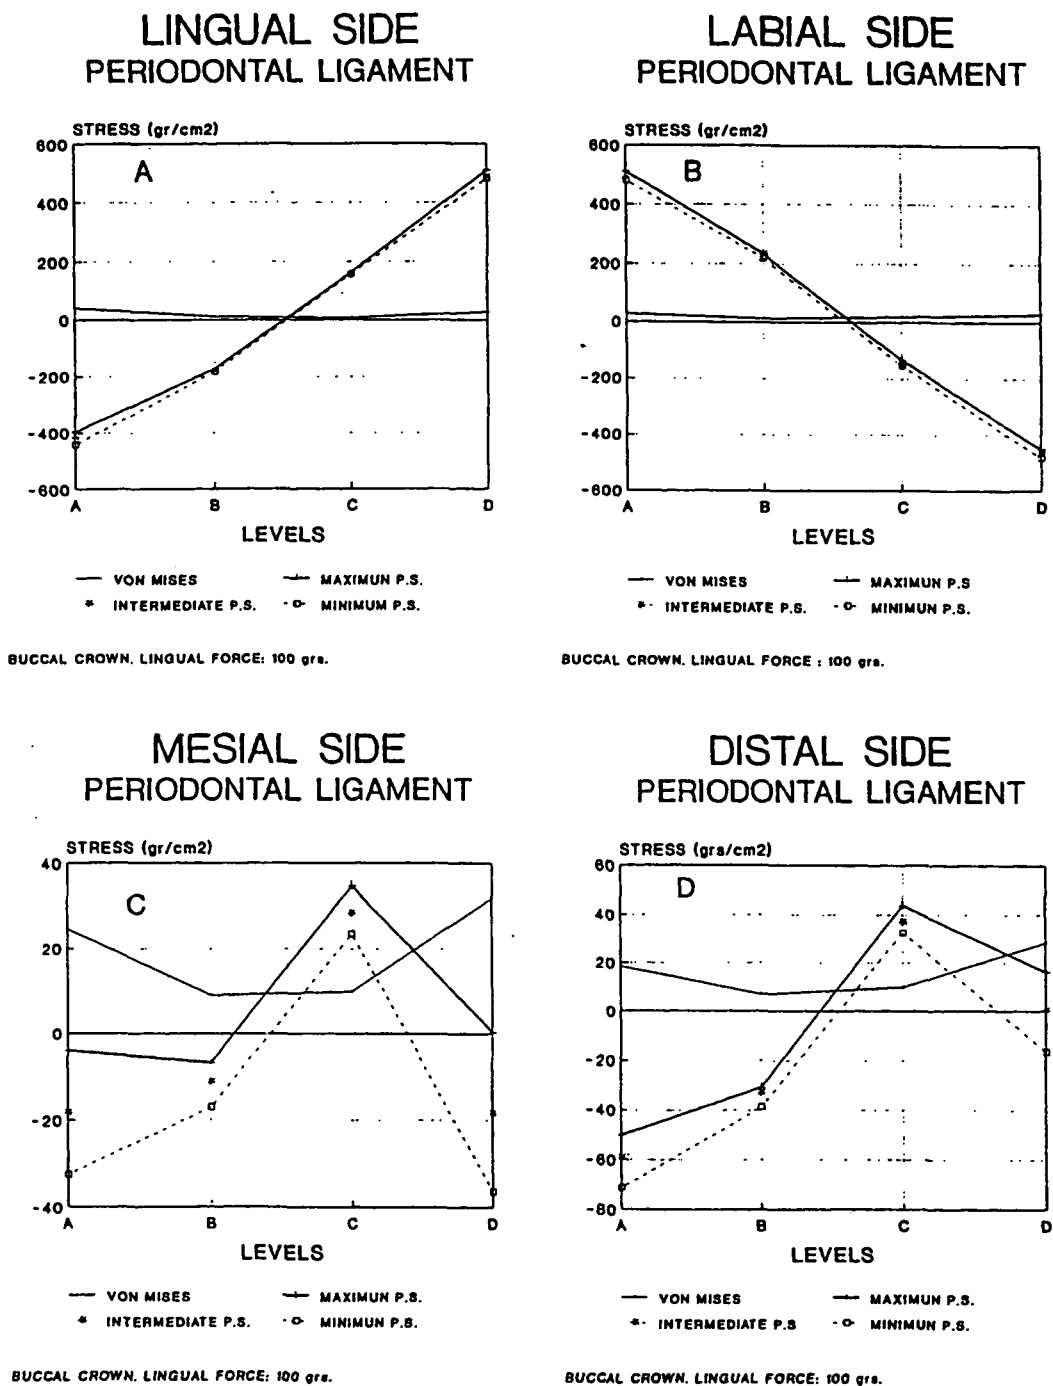 LINGUAL SIDE
PERIODONTAL LIGAMENT
STRESS (gr/cm2)
A
600
400
200
0
-200
-400
-600
A B C D
LEVELS
VON MISES
MAXIMUN P.S.
INTERMEDIATE P.S.
MINIMUM P.S.
BUCCAL CROWN. LINGUAL FORCE: 100 grs.
LABIAL SIDE
PERIODONTAL LIGAMENT
STRESS (gr/cm2)
B
600
400
200
0
-200
-400
-600
A B C D
LEVELS
VON MISES
MAXIMUN P.S
INTERMEDIATE P.S.
MINIMUN P.S.
BUCCAL CROWN. LINGUAL FORCE : 100 grs.
MESIAL SIDE
PERIODONTAL LIGAMENT
STRESS (gr/cm2)
C
40
20
0
-20
-40
A B C D
LEVELS
VON MISES
MAXIMUN P.S.
INTERMEDIATE P.S.
MINIMUN P.S.
BUCCAL CROWN. LINGUAL FORCE: 100 grs.
DISTAL SIDE
PERIODONTAL LIGAMENT
STRESS (grs/cm2)
D
60
40
20
0
-20
-40
-60
-80
A B C D
LEVELS
VON MISES
MAXIMUN P.S.
INTERMEDIATE P.S
MINIMUN P.S.
BUCCAL CROWN. LINGUAL FORCE: 100 grs.